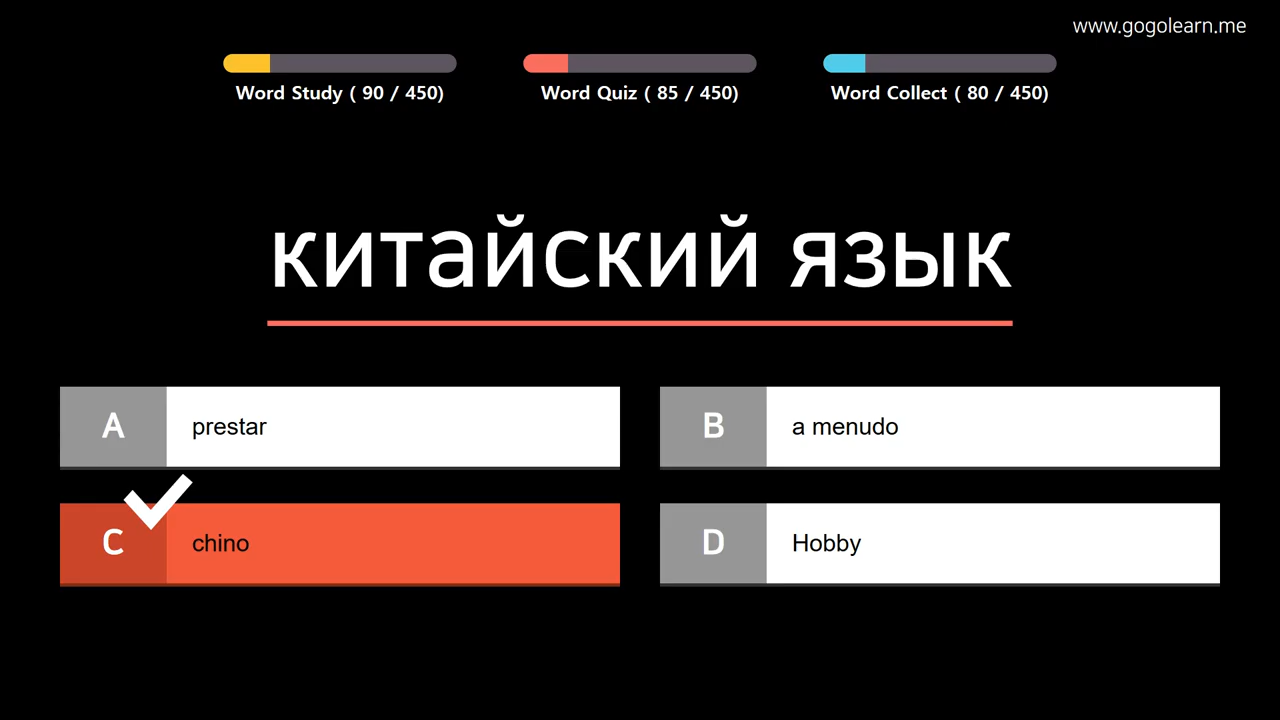 www.gogolearn.me
Word Study ( 90 / 450)
Word Quiz ( 85 / 450)
Word Collect ( 80 / 450)
китайский язык
A prestar
B a menudo
C chino
D Hobby